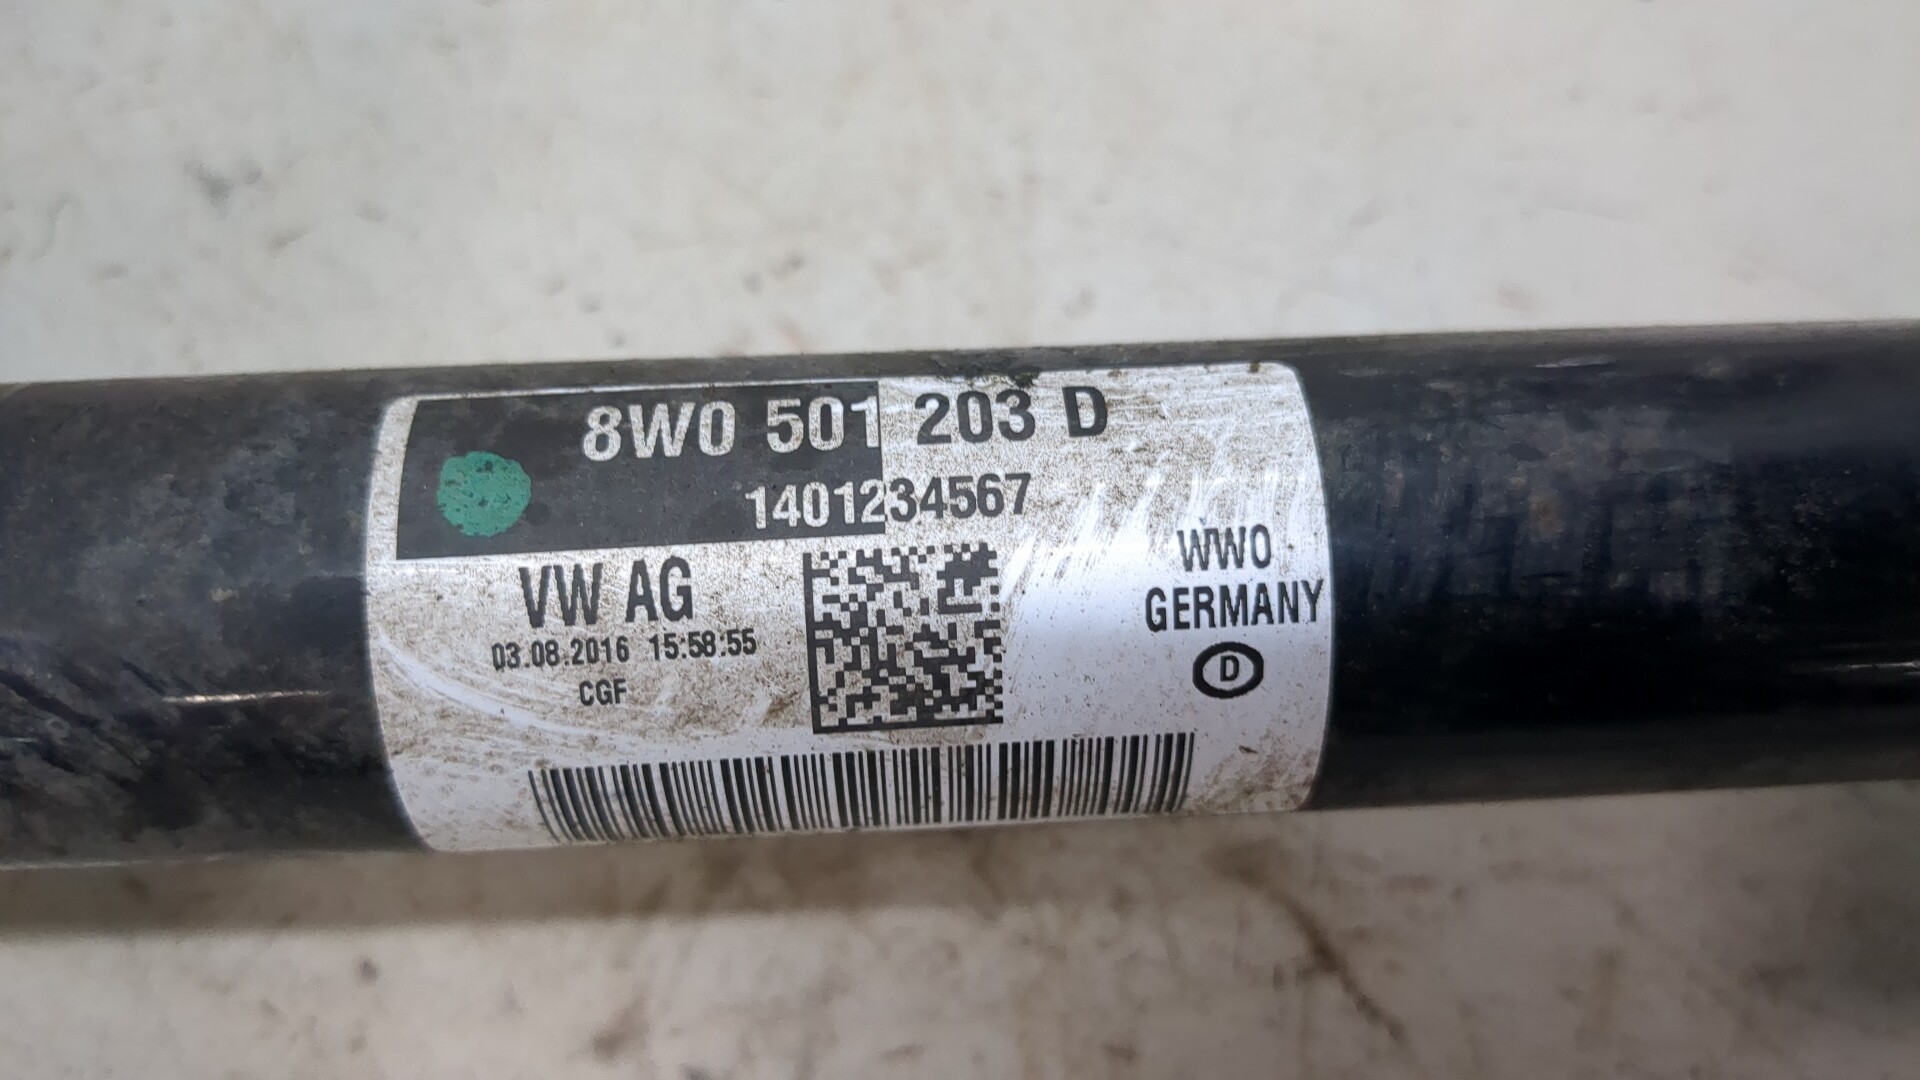 8W0 501 203 D
1401234567
VW AG
03.08.2016 15:58:55
CGF
WWO
GERMANY
D